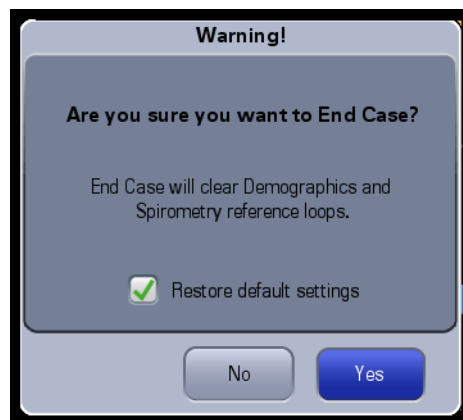 Warning!
Are you sure you want to End Case?
End Case will clear Demographics and
Spirometry reference loops.
Restore default settings
No
Yes